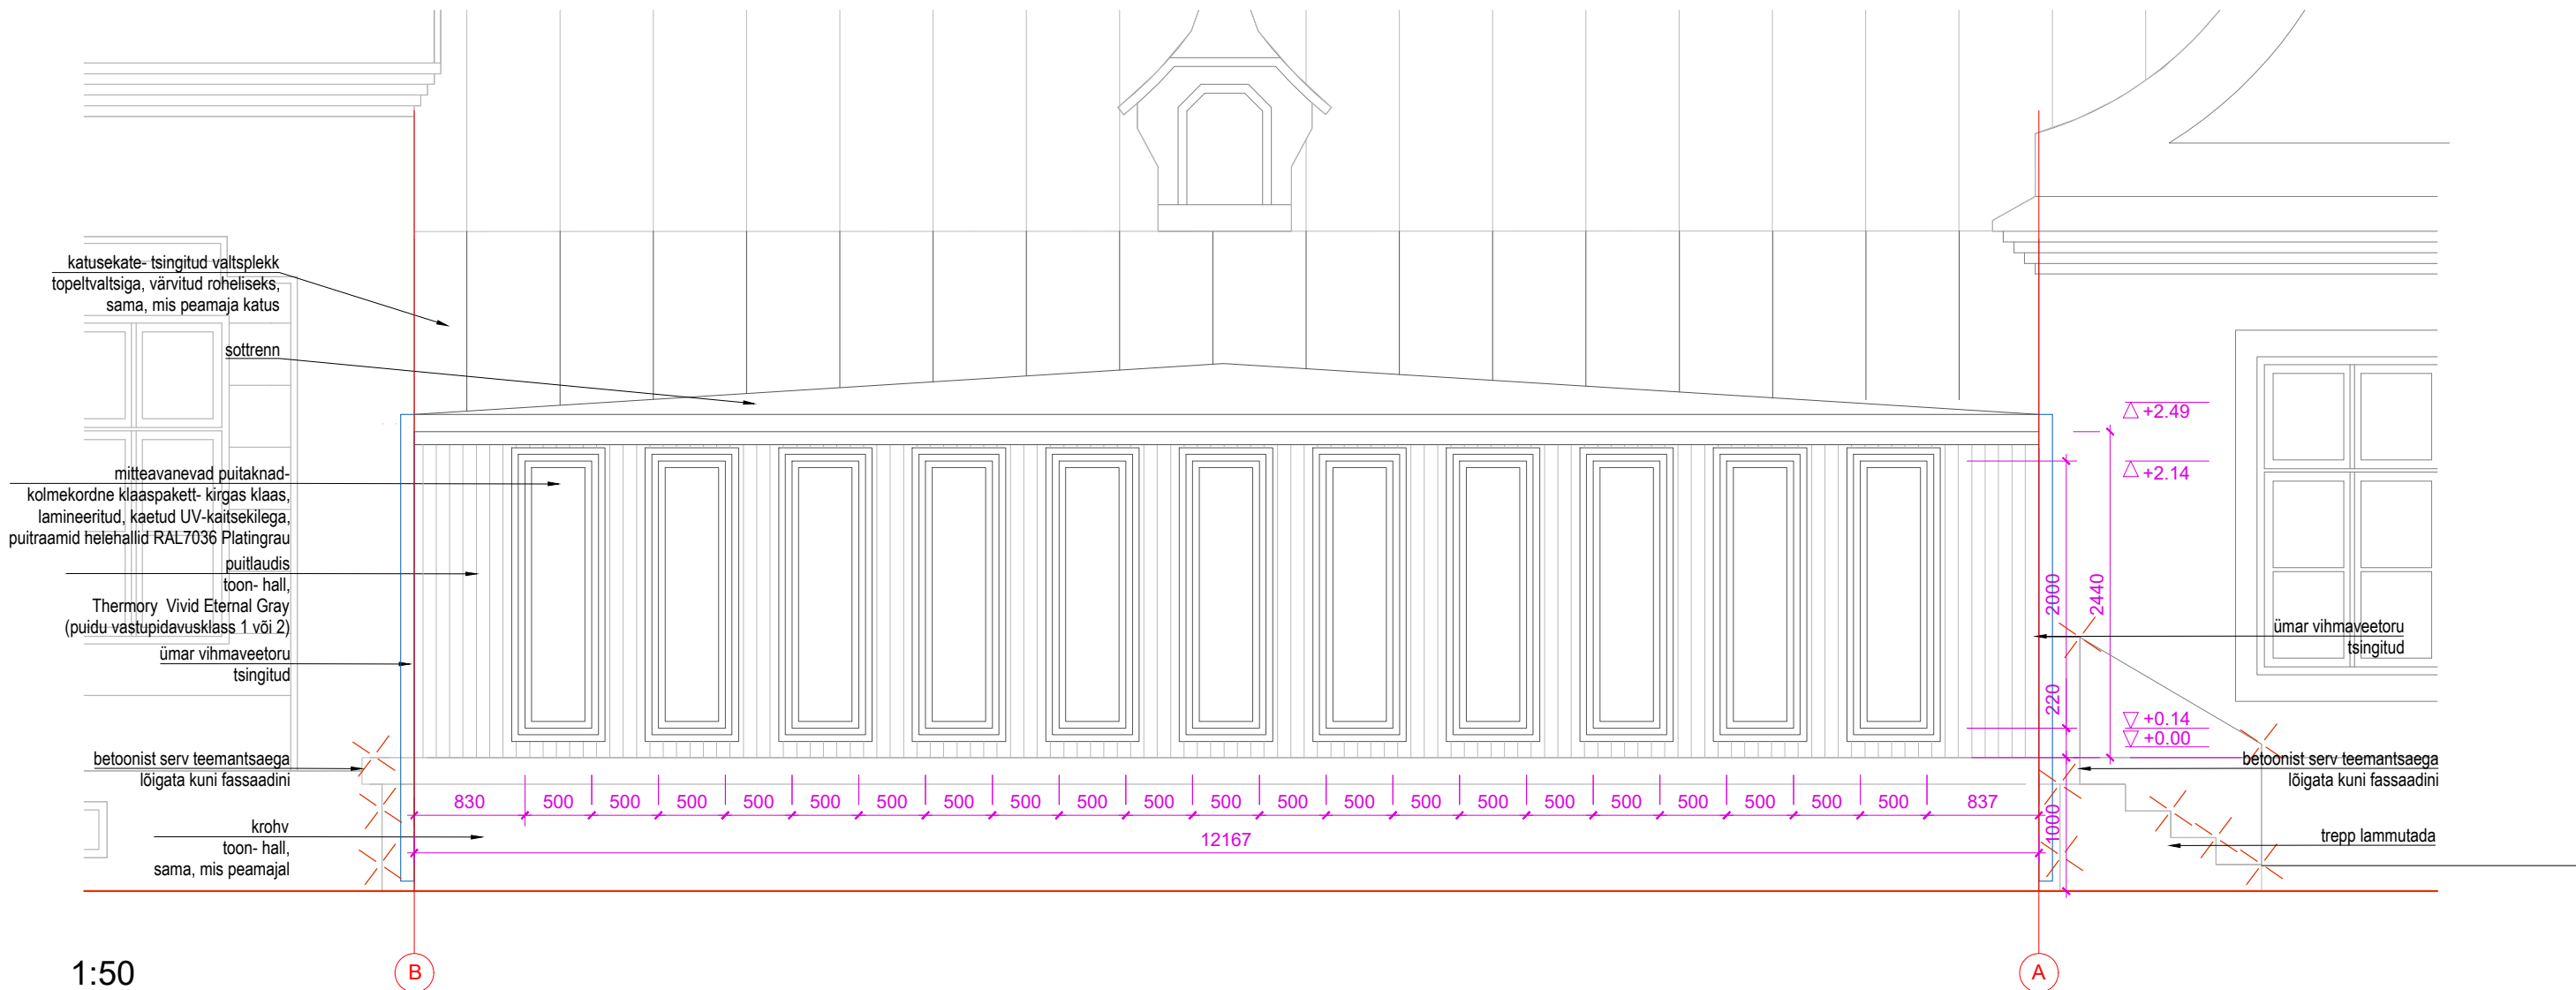 katusekate- tsingitud valtsplekk
topeltvaltsiga, värvitud roheliseks,
sama, mis peamaja katus
sottrenn
mitteavanevad puitaknad-
kolmekordne klaaspakett- kirgas klaas,
lamineeritud, kaetud UV-kaitsekilega,
puitraamid helehallid RAL7036 Platingrau
puitlaudis
toon- hall,
Thermory Vivid Eternal Gray
(puidu vastupidavusklass 1 või 2)
ümar vihmaveetoru
tsingitud
betoonist serv teemantsaega
lõigata kuni fassaadini
krohv
toon- hall,
sama, mis peamajal
+2.49
+2.14
2000
2440
220
+0.14
+0.00
1000
ümar vihmaveetoru
tsingitud
betoonist serv teemantsaega
lõigata kuni fassaadini
trepp lammutada
830 500 500 500 500 500 500 500 500 500 500 500 500 500 500 500 500 500 500 500 500 500 837
12167
1:50
B
A